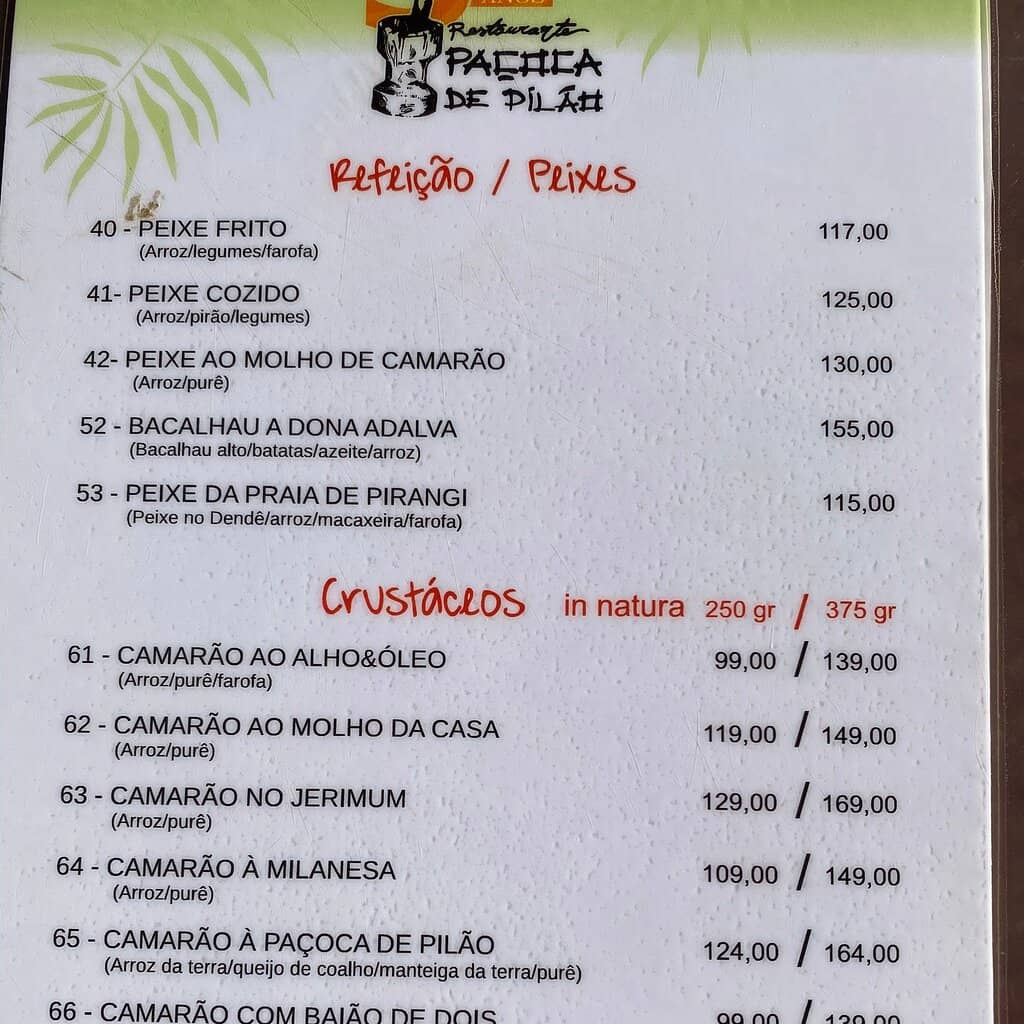 ANOS
Restaurante
PAÇOCA
DE PILÃO
Refeição / Peixes
40 - PEIXE FRITO 117,00
(Arroz/legumes/farofa)
41- PEIXE COZIDO 125,00
(Arroz/pirão/legumes)
42- PEIXE AO MOLHO DE CAMARÃO 130,00
(Arroz/purê)
52 - BACALHAU A DONA ADALVA 155,00
(Bacalhau alto/batatas/azeite/arroz)
53 - PEIXE DA PRAIA DE PIRANGI 115,00
(Peixe no Dendê/arroz/macaxeira/farofa)
Crustáceos in natura 250 gr / 375 gr
61 - CAMARÃO AO ALHO&ÓLEO 99,00 / 139,00
(Arroz/purê/farofa)
62 - CAMARÃO AO MOLHO DA CASA 119,00 / 149,00
(Arroz/purê)
63 - CAMARÃO NO JERIMUM 129,00 / 169,00
(Arroz/purê)
64 - CAMARÃO À MILANESA 109,00 / 149,00
(Arroz/purê)
65 - CAMARÃO À PAÇOCA DE PILÃO 124,00 / 164,00
(Arroz da terra/queijo de coalho/manteiga da terra/purê)
66 - CAMARÃO COM BAIÃO DE DOIS 99,00 / 139,00